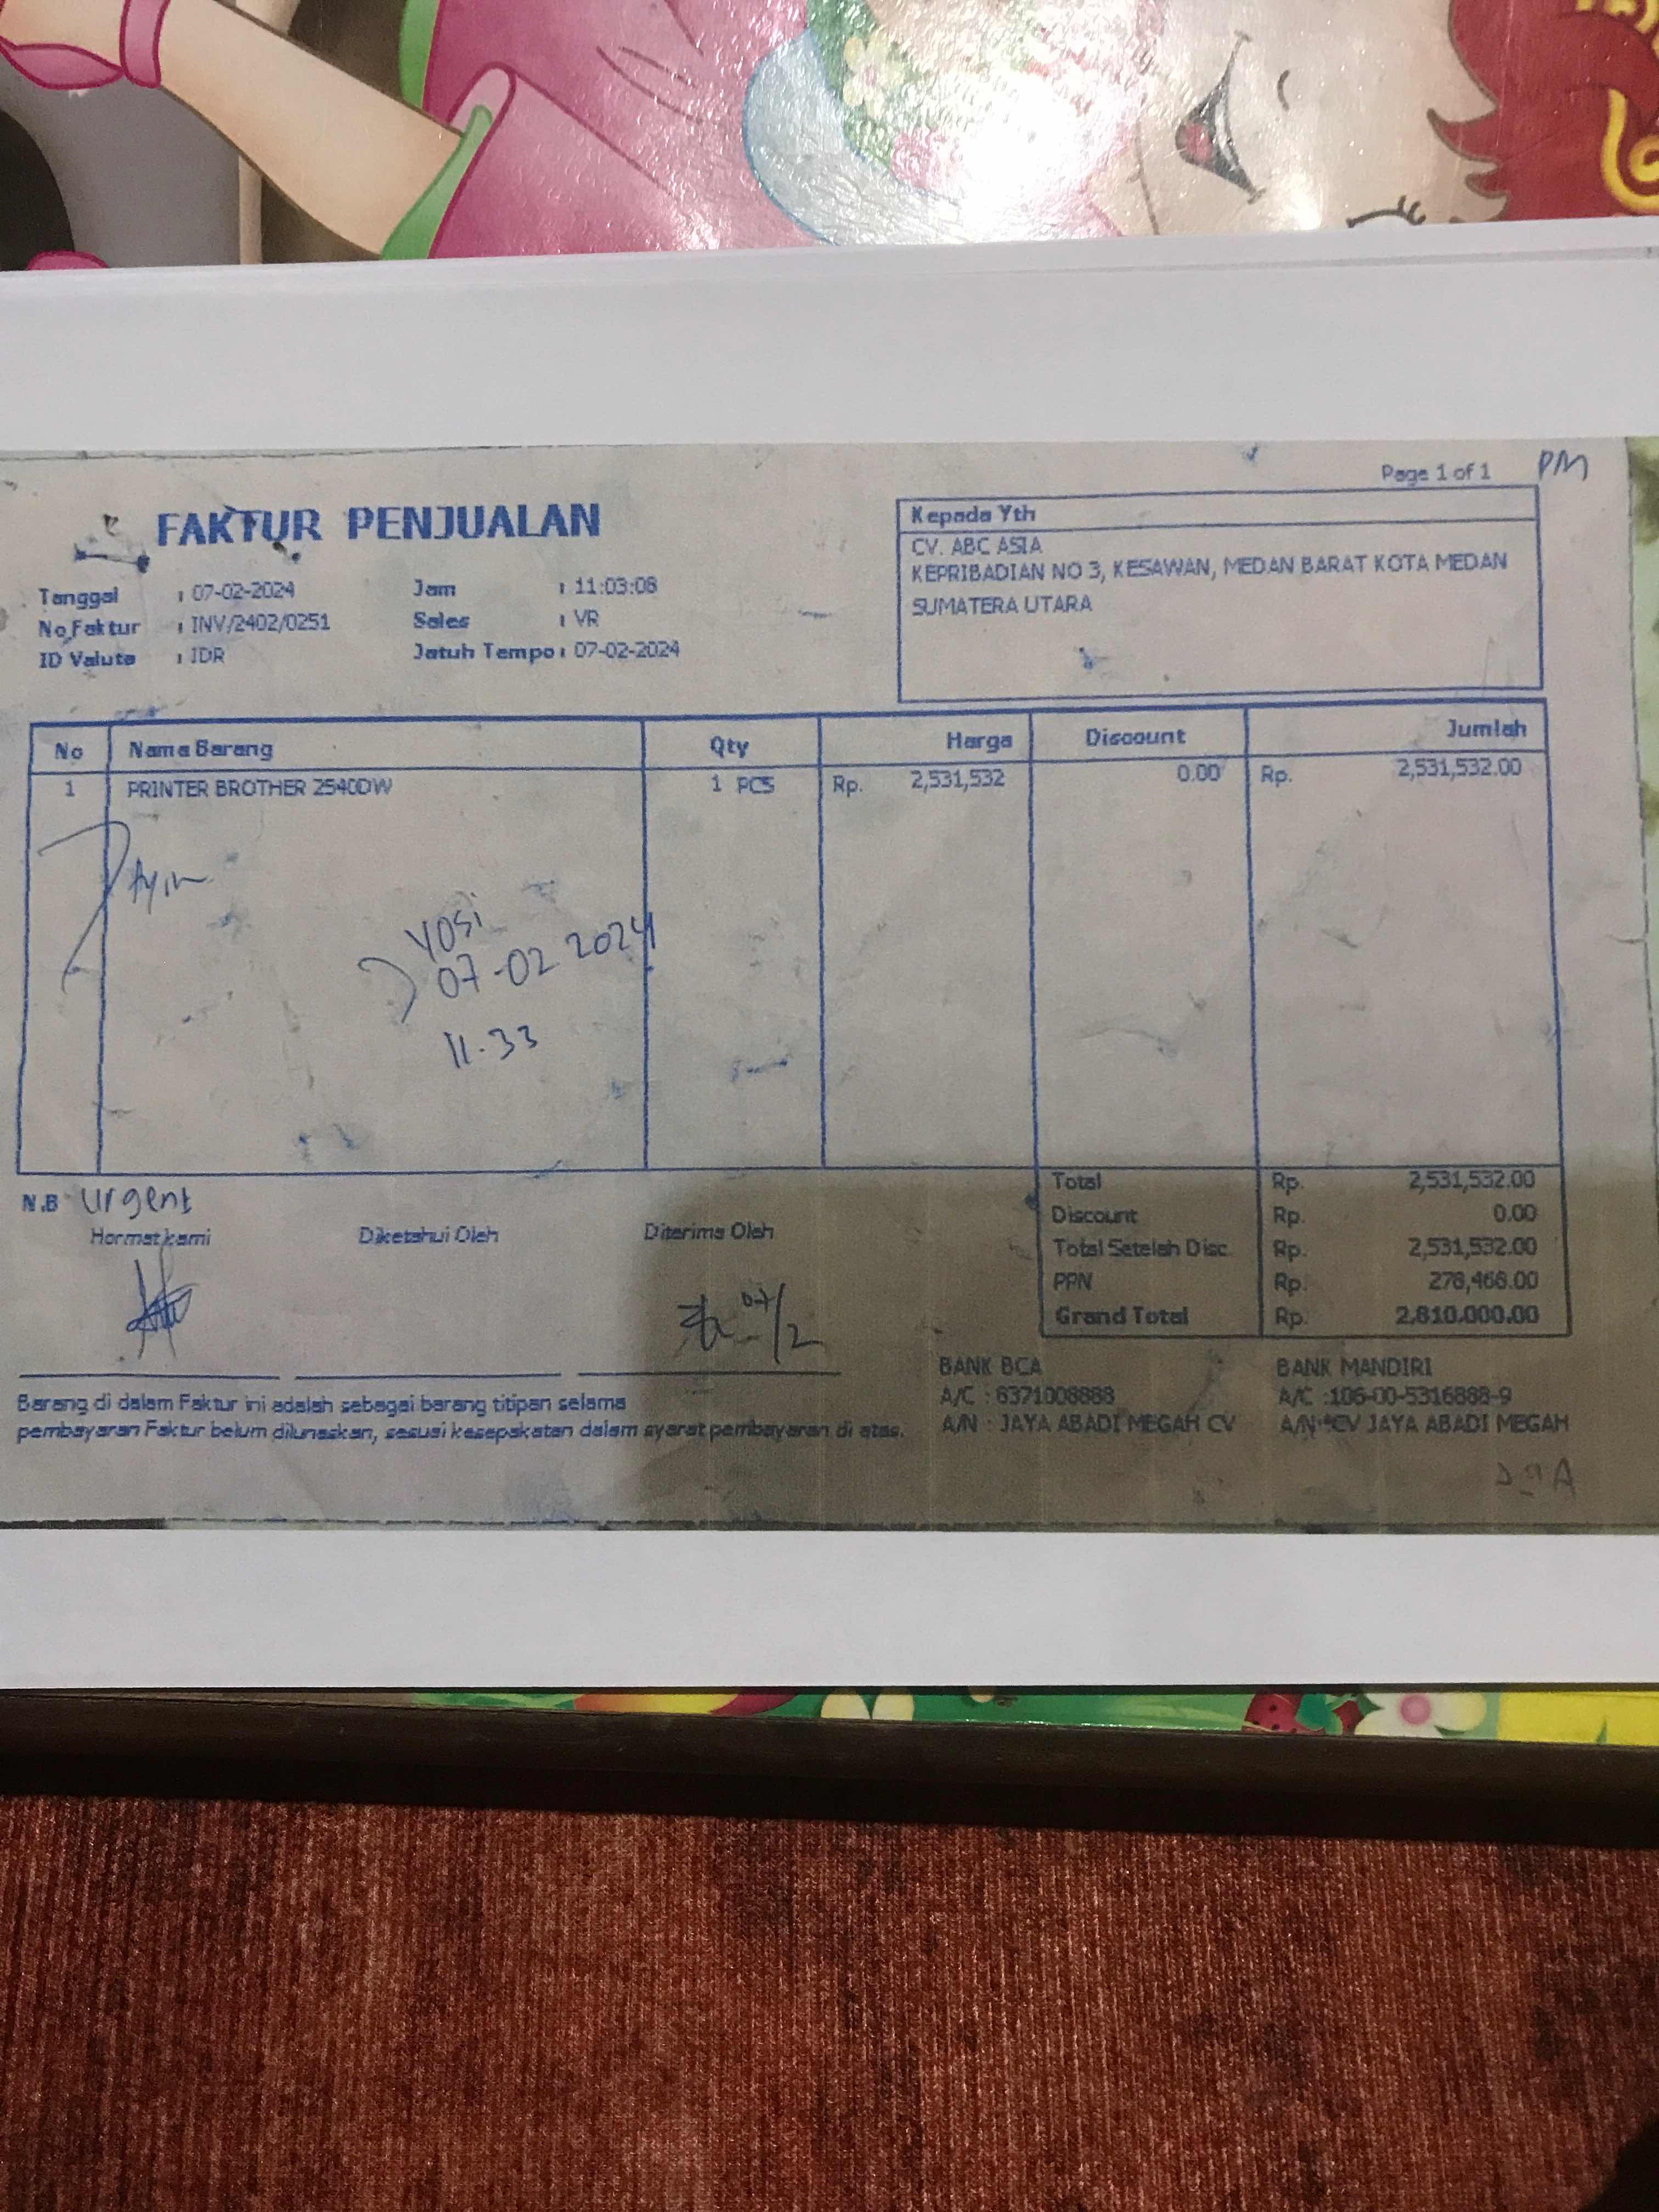 Page 1 of 1 PM
FAKTUR PENJUALAN
Tanggal : 07-02-2024 Jam : 11:03:08
No Faktur : INV/2402/0251 Sales : VR
ID Valuta : IDR Jatuh Tempo : 07-02-2024
Kepada Yth
CV. ABC ASIA
KEPRIBADIAN NO 3, KESAWAN, MEDAN BARAT KOTA MEDAN
SUMATERA UTARA
No Nama Barang Qty Harga Discount Jumlah
1 PRINTER BROTHER 2540DW 1 PCS Rp. 2,531,532 0.00 Rp. 2,531,532.00
YOSi
07-02 2024
11.33
Total Rp. 2,531,532.00
Discount Rp. 0.00
Total Setelah Disc. Rp. 2,531,532.00
PPN Rp. 278,468.00
Grand Total Rp. 2,810,000.00
N.B urgent
Hormat kami Diketahui Oleh Diterima Oleh
07/2
Barang di dalam Faktur ini adalah sebagai barang titipan selama
pembayaran Faktur belum dilunaskan, sesuai kesepakatan dalam syarat pembayaran di atas.
BANK BCA
A/C : 8371008888
A/N : JAYA ABADI MEGAH CV
BANK MANDIRI
A/C :106-00-5316888-9
A/N : CV JAYA ABADI MEGAH